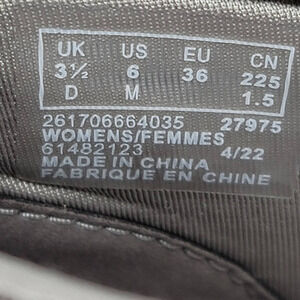 UK US EU CN
3½ 6 36 225
D M 1.5
261706664035 27975
WOMENS/FEMMES
61482123 4/22
MADE IN CHINA
FABRIQUE EN CHINE